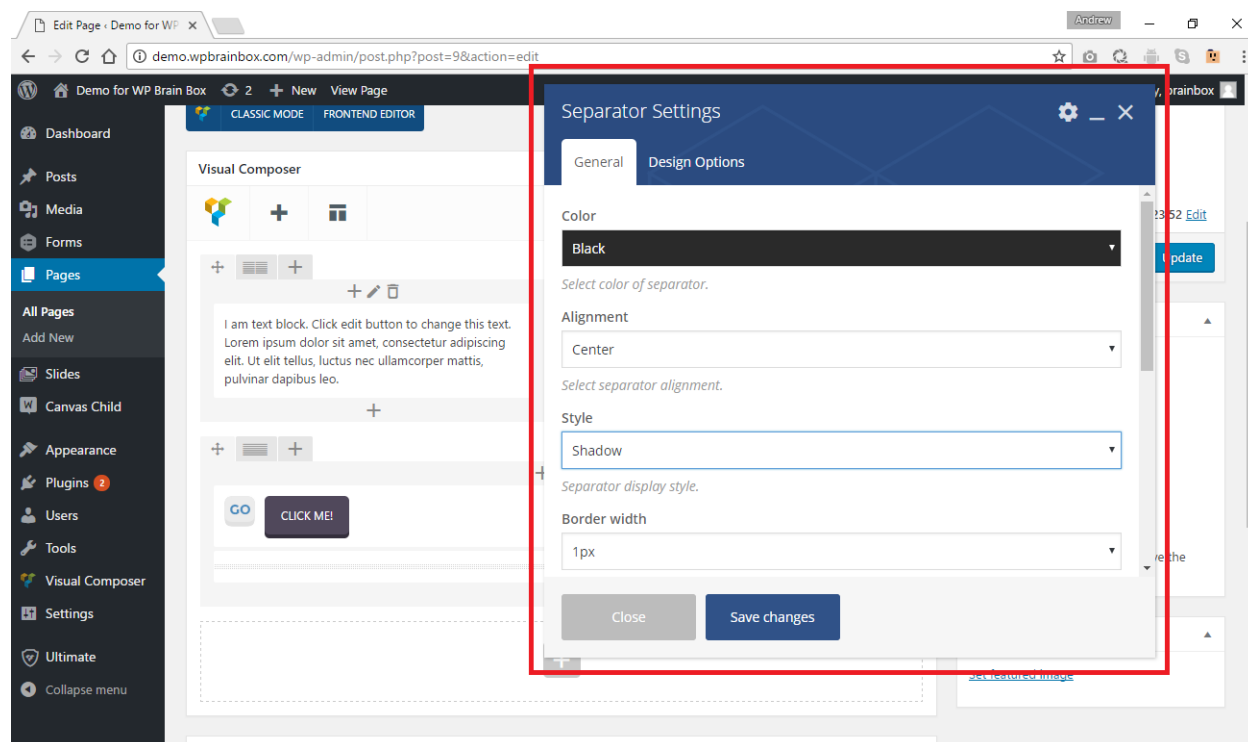 Edit Page ‹ Demo for WP
Andrew
demo.wpbrainbox.com/wp-admin/post.php?post=9&action=edit
Demo for WP Brain Box
2
New
View Page
brainbox
Dashboard
Posts
Media
Forms
Pages
All Pages
Add New
Slides
Canvas Child
Appearance
Plugins 2
Users
Tools
Visual Composer
Settings
Ultimate
Collapse menu
CLASSIC MODE
FRONTEND EDITOR
Visual Composer
I am text block. Click edit button to change this text.
Lorem ipsum dolor sit amet, consectetur adipiscing
elit. Ut elit tellus, luctus nec ullamcorper mattis,
pulvinar dapibus leo.
GO
CLICK ME!
Separator Settings
General
Design Options
Color
Black
Select color of separator.
Alignment
Center
Select separator alignment.
Style
Shadow
Separator display style.
Border width
1px
Close
Save changes
52 Edit
Update
the
Set featured image